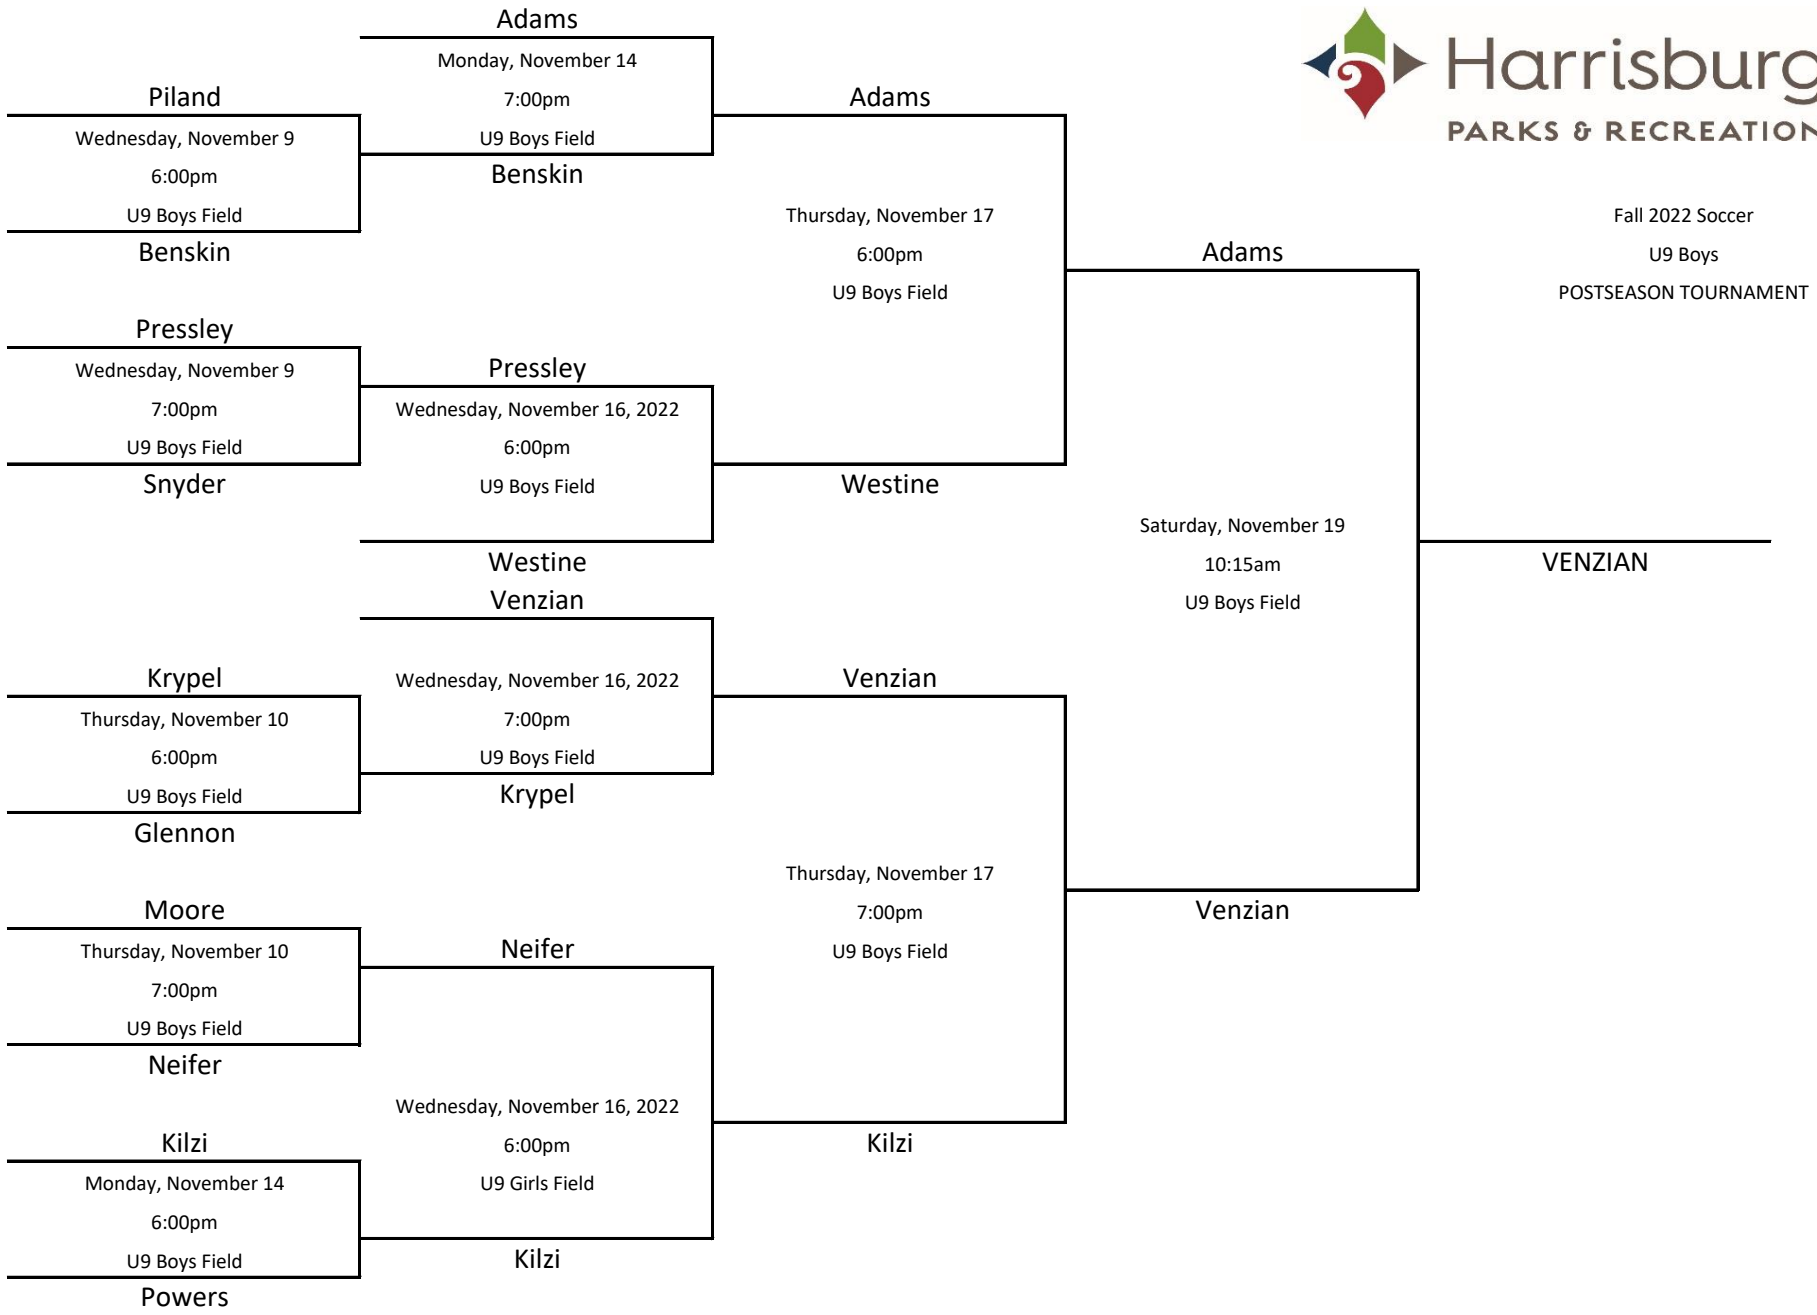 Harrisburg
PARKS & RECREATION
Fall 2022 Soccer
U9 Boys
POSTSEASON TOURNAMENT
Piland
Wednesday, November 9
6:00pm
U9 Boys Field
Benskin
Pressley
Wednesday, November 9
7:00pm
U9 Boys Field
Snyder
Krypel
Thursday, November 10
6:00pm
U9 Boys Field
Glennon
Moore
Thursday, November 10
7:00pm
U9 Boys Field
Neifer
Kilzi
Monday, November 14
6:00pm
U9 Boys Field
Powers
Adams
Monday, November 14
7:00pm
U9 Boys Field
Benskin
Pressley
Wednesday, November 16, 2022
6:00pm
U9 Boys Field
Westine
Venzian
Wednesday, November 16, 2022
7:00pm
U9 Boys Field
Krypel
Neifer
Wednesday, November 16, 2022
6:00pm
U9 Girls Field
Kilzi
Adams
Thursday, November 17
6:00pm
U9 Boys Field
Westine
Venzian
Thursday, November 17
7:00pm
U9 Boys Field
Kilzi
Adams
Saturday, November 19
10:15am
U9 Boys Field
Venzian
VENZIAN